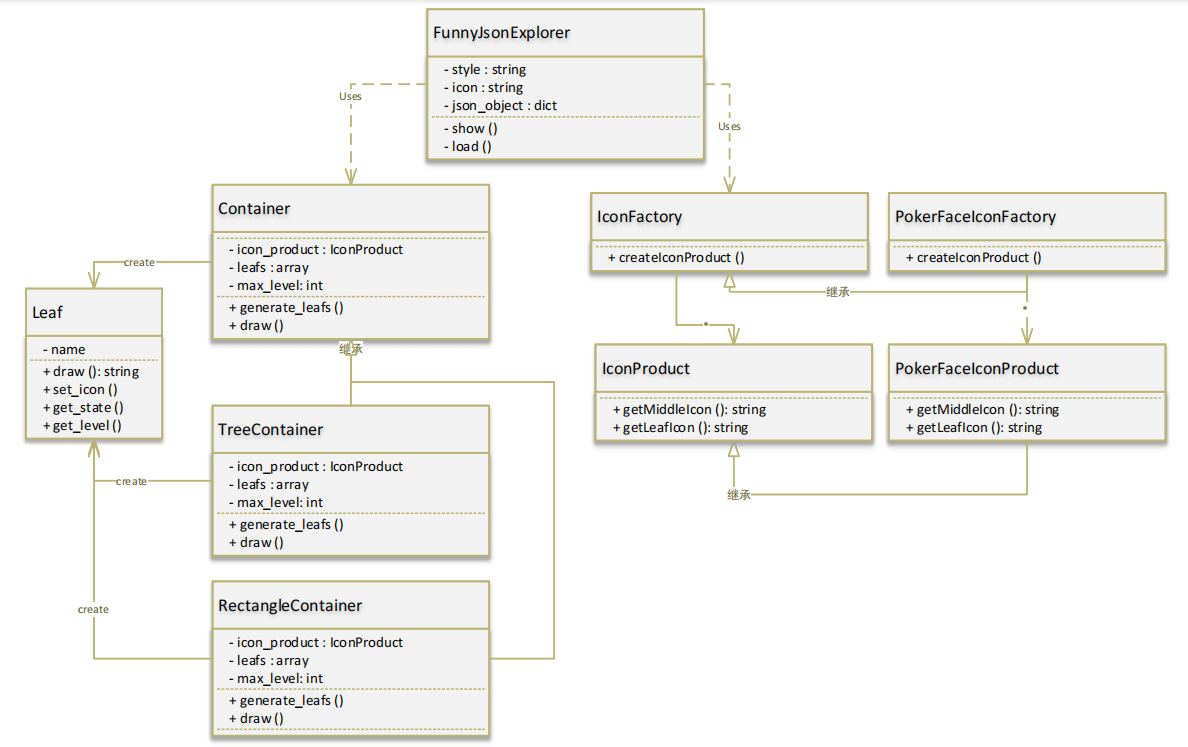 FunnyJsonExplorer
- style : string
- icon : string
- json_object : dict
- show ()
- load ()
Uses
Uses
Container
- icon_product : IconProduct
- leafs : array
- max_level: int
+ generate_leafs ()
+ draw ()
create
Leaf
- name
+ draw (): string
+ set_icon ()
+ get_state ()
+ get_level ()
继承
TreeContainer
- icon_product : IconProduct
- leafs : array
- max_level: int
+ generate_leafs ()
+ draw ()
create
RectangleContainer
- icon_product : IconProduct
- leafs : array
- max_level: int
+ generate_leafs ()
+ draw ()
create
IconFactory
+ createIconProduct ()
PokerFaceIconFactory
+ createIconProduct ()
继承
*
*
IconProduct
+ getMiddleIcon (): string
+ getLeafIcon (): string
PokerFaceIconProduct
+ getMiddleIcon (): string
+ getLeafIcon (): string
继承